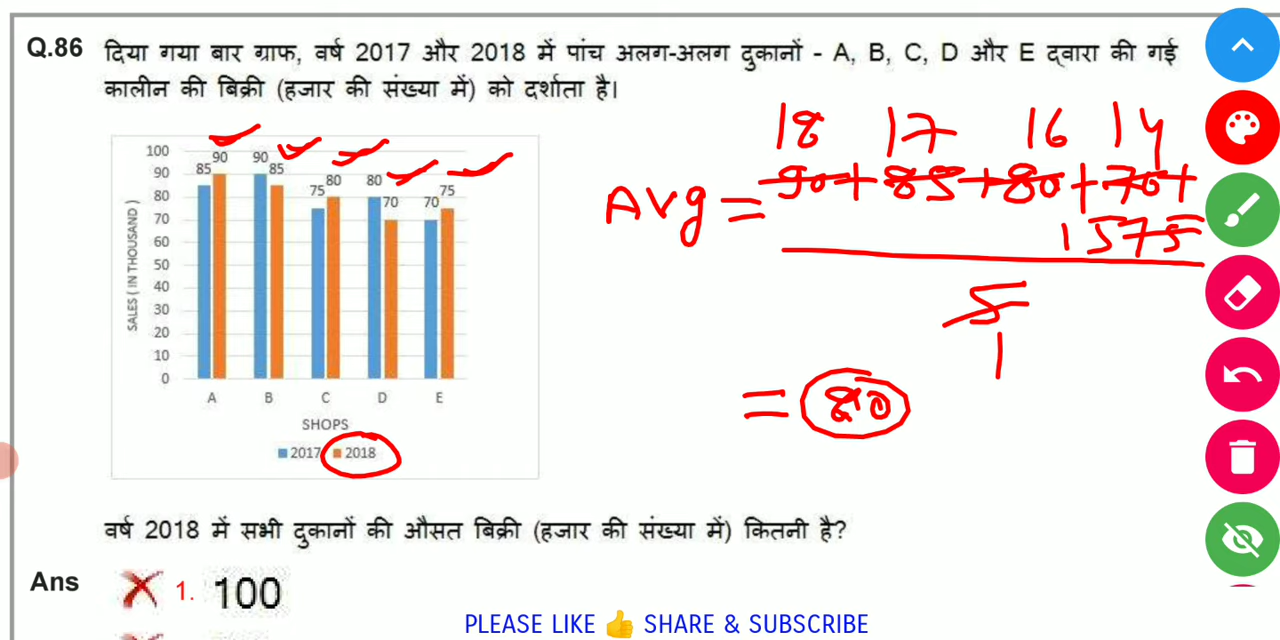 Q.86 दिया गया बार ग्राफ, वर्ष 2017 और 2018 में पांच अलग-अलग दुकानों - A, B, C, D और E द्वारा की गई
कालीन की बिक्री (हजार की संख्या में) को दर्शाता है।
18 17 16 14
Avg = 90 + 85 + 80 + 70 +
15 75
5
1
= 80
100
90
80
70
60
50
40
30
20
10
0
SALES ( IN THOUSAND )
85 90 90 85 75 80 80 70 70 75
A B C D E
SHOPS
2017 2018
वर्ष 2018 में सभी दुकानों की औसत बिक्री (हजार की संख्या में) कितनी है?
Ans 1. 100
PLEASE LIKE 👍 SHARE & SUBSCRIBE